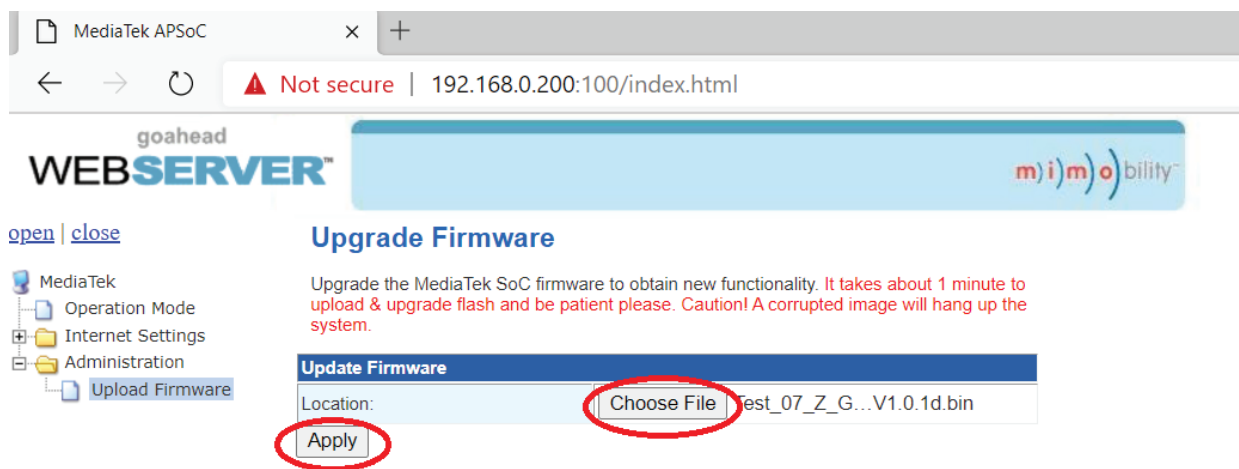 MediaTek APSoC
Not secure | 192.168.0.200:100/index.html
goahead
WEBSERVER™
m)i)m)o)bility™
open | close
Upgrade Firmware
MediaTek
Operation Mode
Internet Settings
Administration
Upload Firmware
Upgrade the MediaTek SoC firmware to obtain new functionality. It takes about 1 minute to
upload & upgrade flash and be patient please. Caution! A corrupted image will hang up the
system.
Update Firmware
Location:
Choose File Test_07_Z_G...V1.0.1d.bin
Apply